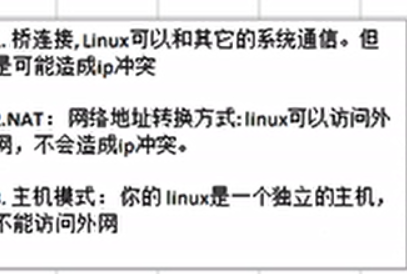 . 桥连接,Linux可以和其它的系统通信。但
是可能造成ip冲突
.NAT： 网络地址转换方式:linux可以访问外
网，不会造成ip冲突。
. 主机模式： 你的 linux是一个独立的主机，
不能访问外网